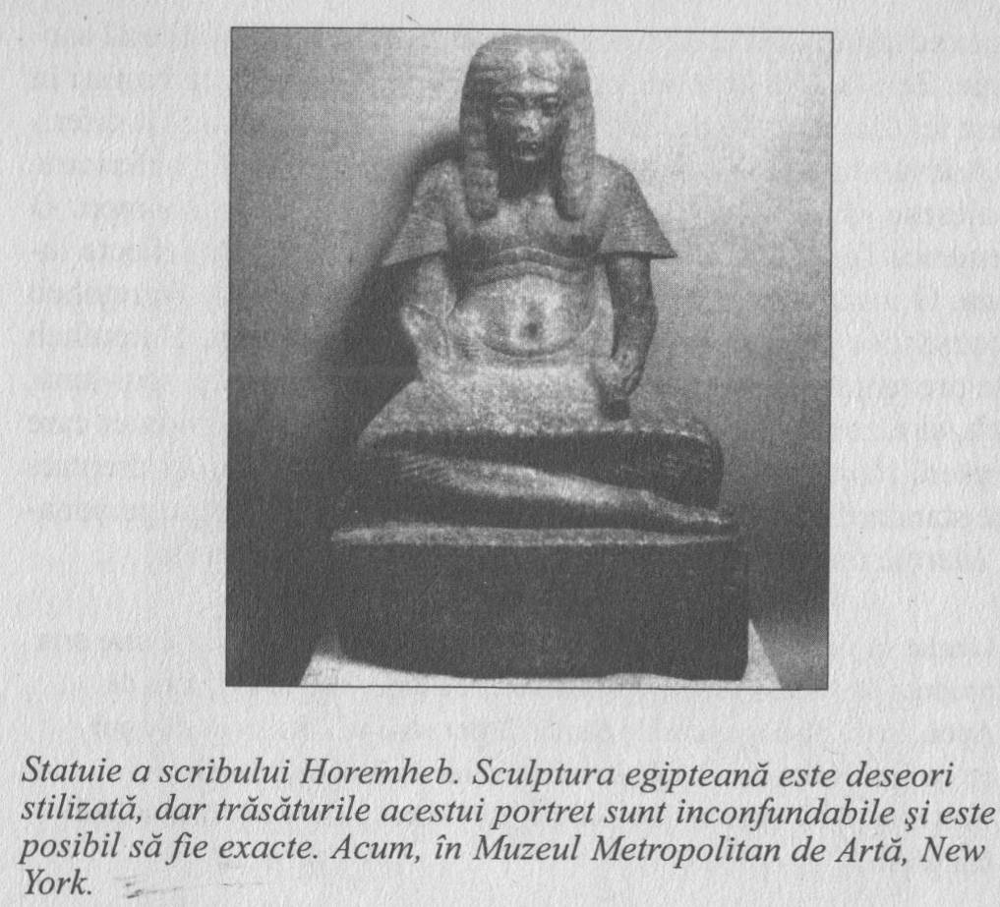 Statuie a scribului Horemheb. Sculptura egipteană este deseori
stilizată, dar trăsăturile acestui portret sunt inconfundabile şi este
posibil să fie exacte. Acum, în Muzeul Metropolitan de Artă, New
York.